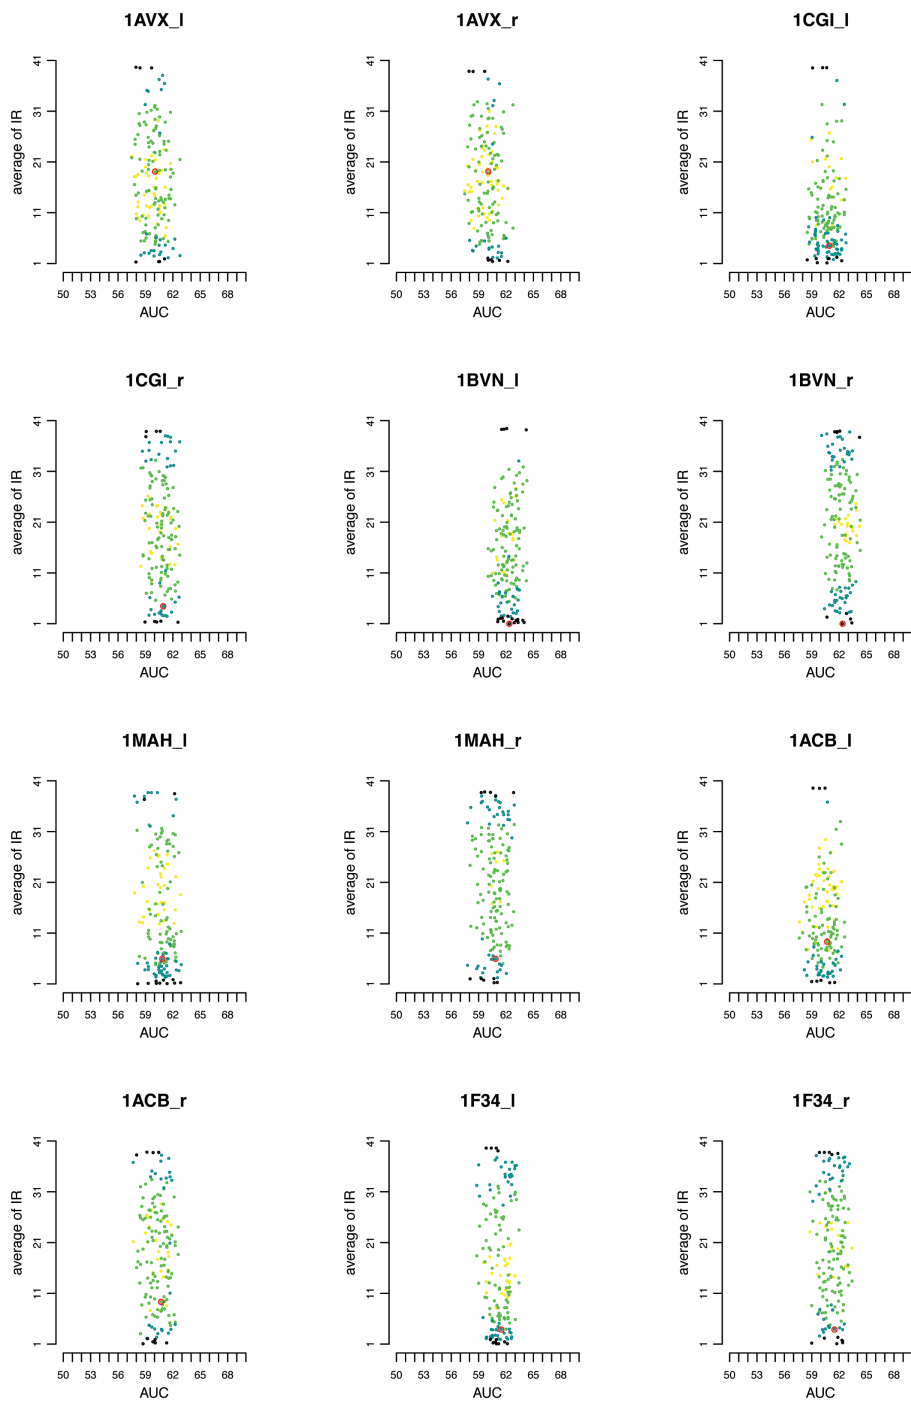 1AVX_l 1AVX_r 1CGI_l
average of IR 1 11 21 31 41 average of IR 1 11 21 31 41 average of IR 1 11 21 31 41
50 53 56 59 62 65 68 50 53 56 59 62 65 68 50 53 56 59 62 65 68
AUC AUC AUC
1CGI_r 1BVN_l 1BVN_r
average of IR 1 11 21 31 41 average of IR 1 11 21 31 41 average of IR 1 11 21 31 41
50 53 56 59 62 65 68 50 53 56 59 62 65 68 50 53 56 59 62 65 68
AUC AUC AUC
1MAH_l 1MAH_r 1ACB_l
average of IR 1 11 21 31 41 average of IR 1 11 21 31 41 average of IR 1 11 21 31 41
50 53 56 59 62 65 68 50 53 56 59 62 65 68 50 53 56 59 62 65 68
AUC AUC AUC
1ACB_r 1F34_l 1F34_r
average of IR 1 11 21 31 41 average of IR 1 11 21 31 41 average of IR 1 11 21 31 41
50 53 56 59 62 65 68 50 53 56 59 62 65 68 50 53 56 59 62 65 68
AUC AUC AUC